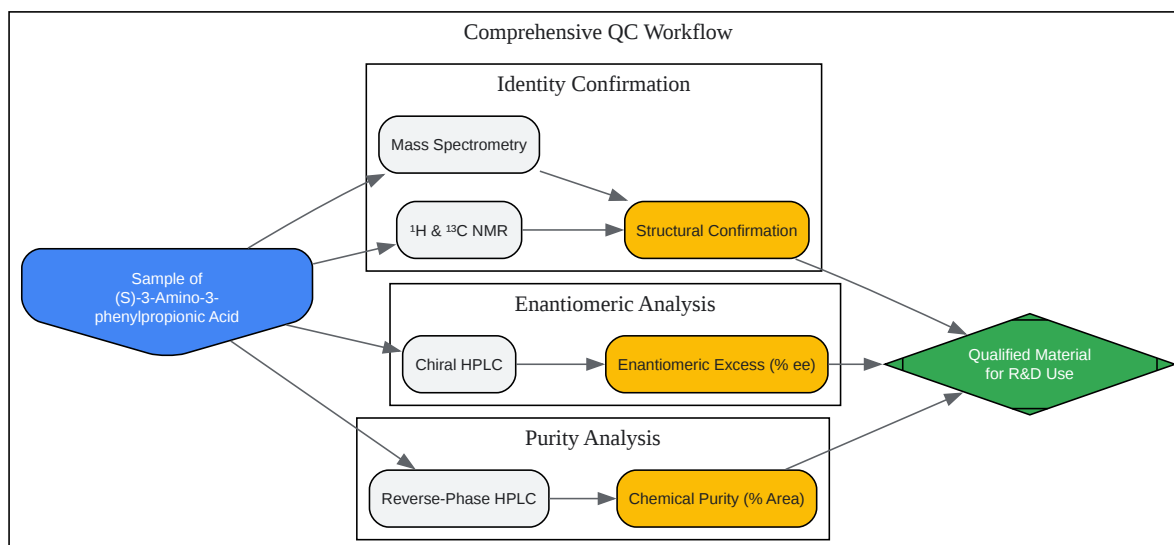 Comprehensive QC Workflow
Identity Confirmation
Mass Spectrometry
¹H & ¹³C NMR
Structural Confirmation
Sample of
(S)-3-Amino-3-
phenylpropionic Acid
Enantiomeric Analysis
Chiral HPLC
Enantiomeric Excess (% ee)
Qualified Material
for R&D Use
Purity Analysis
Reverse-Phase HPLC
Chemical Purity (% Area)